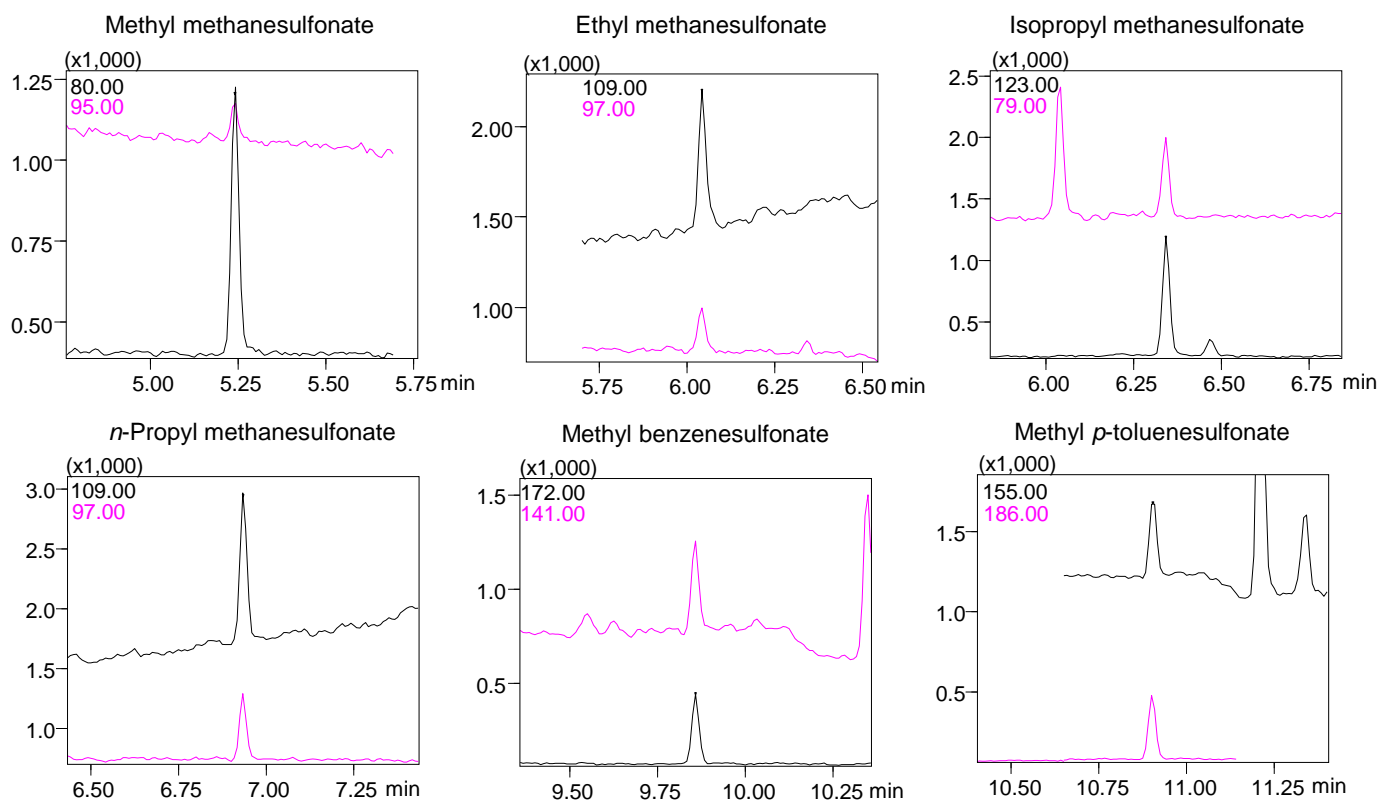 Methyl methanesulfonate
(x1,000)
80.00
95.00
1.25
1.00
0.75
0.50
5.00 5.25 5.50 5.75 min
Ethyl methanesulfonate
(x1,000)
109.00
97.00
2.00
1.50
1.00
5.75 6.00 6.25 6.50 min
Isopropyl methanesulfonate
(x1,000)
123.00
79.00
2.5
2.0
1.5
1.0
0.5
6.00 6.25 6.50 6.75 min
n-Propyl methanesulfonate
(x1,000)
109.00
97.00
3.0
2.5
2.0
1.5
1.0
6.50 6.75 7.00 7.25 min
Methyl benzenesulfonate
(x1,000)
172.00
141.00
1.5
1.0
0.5
9.50 9.75 10.00 10.25 min
Methyl p-toluenesulfonate
(x1,000)
155.00
186.00
1.5
1.0
0.5
10.50 10.75 11.00 11.25 min